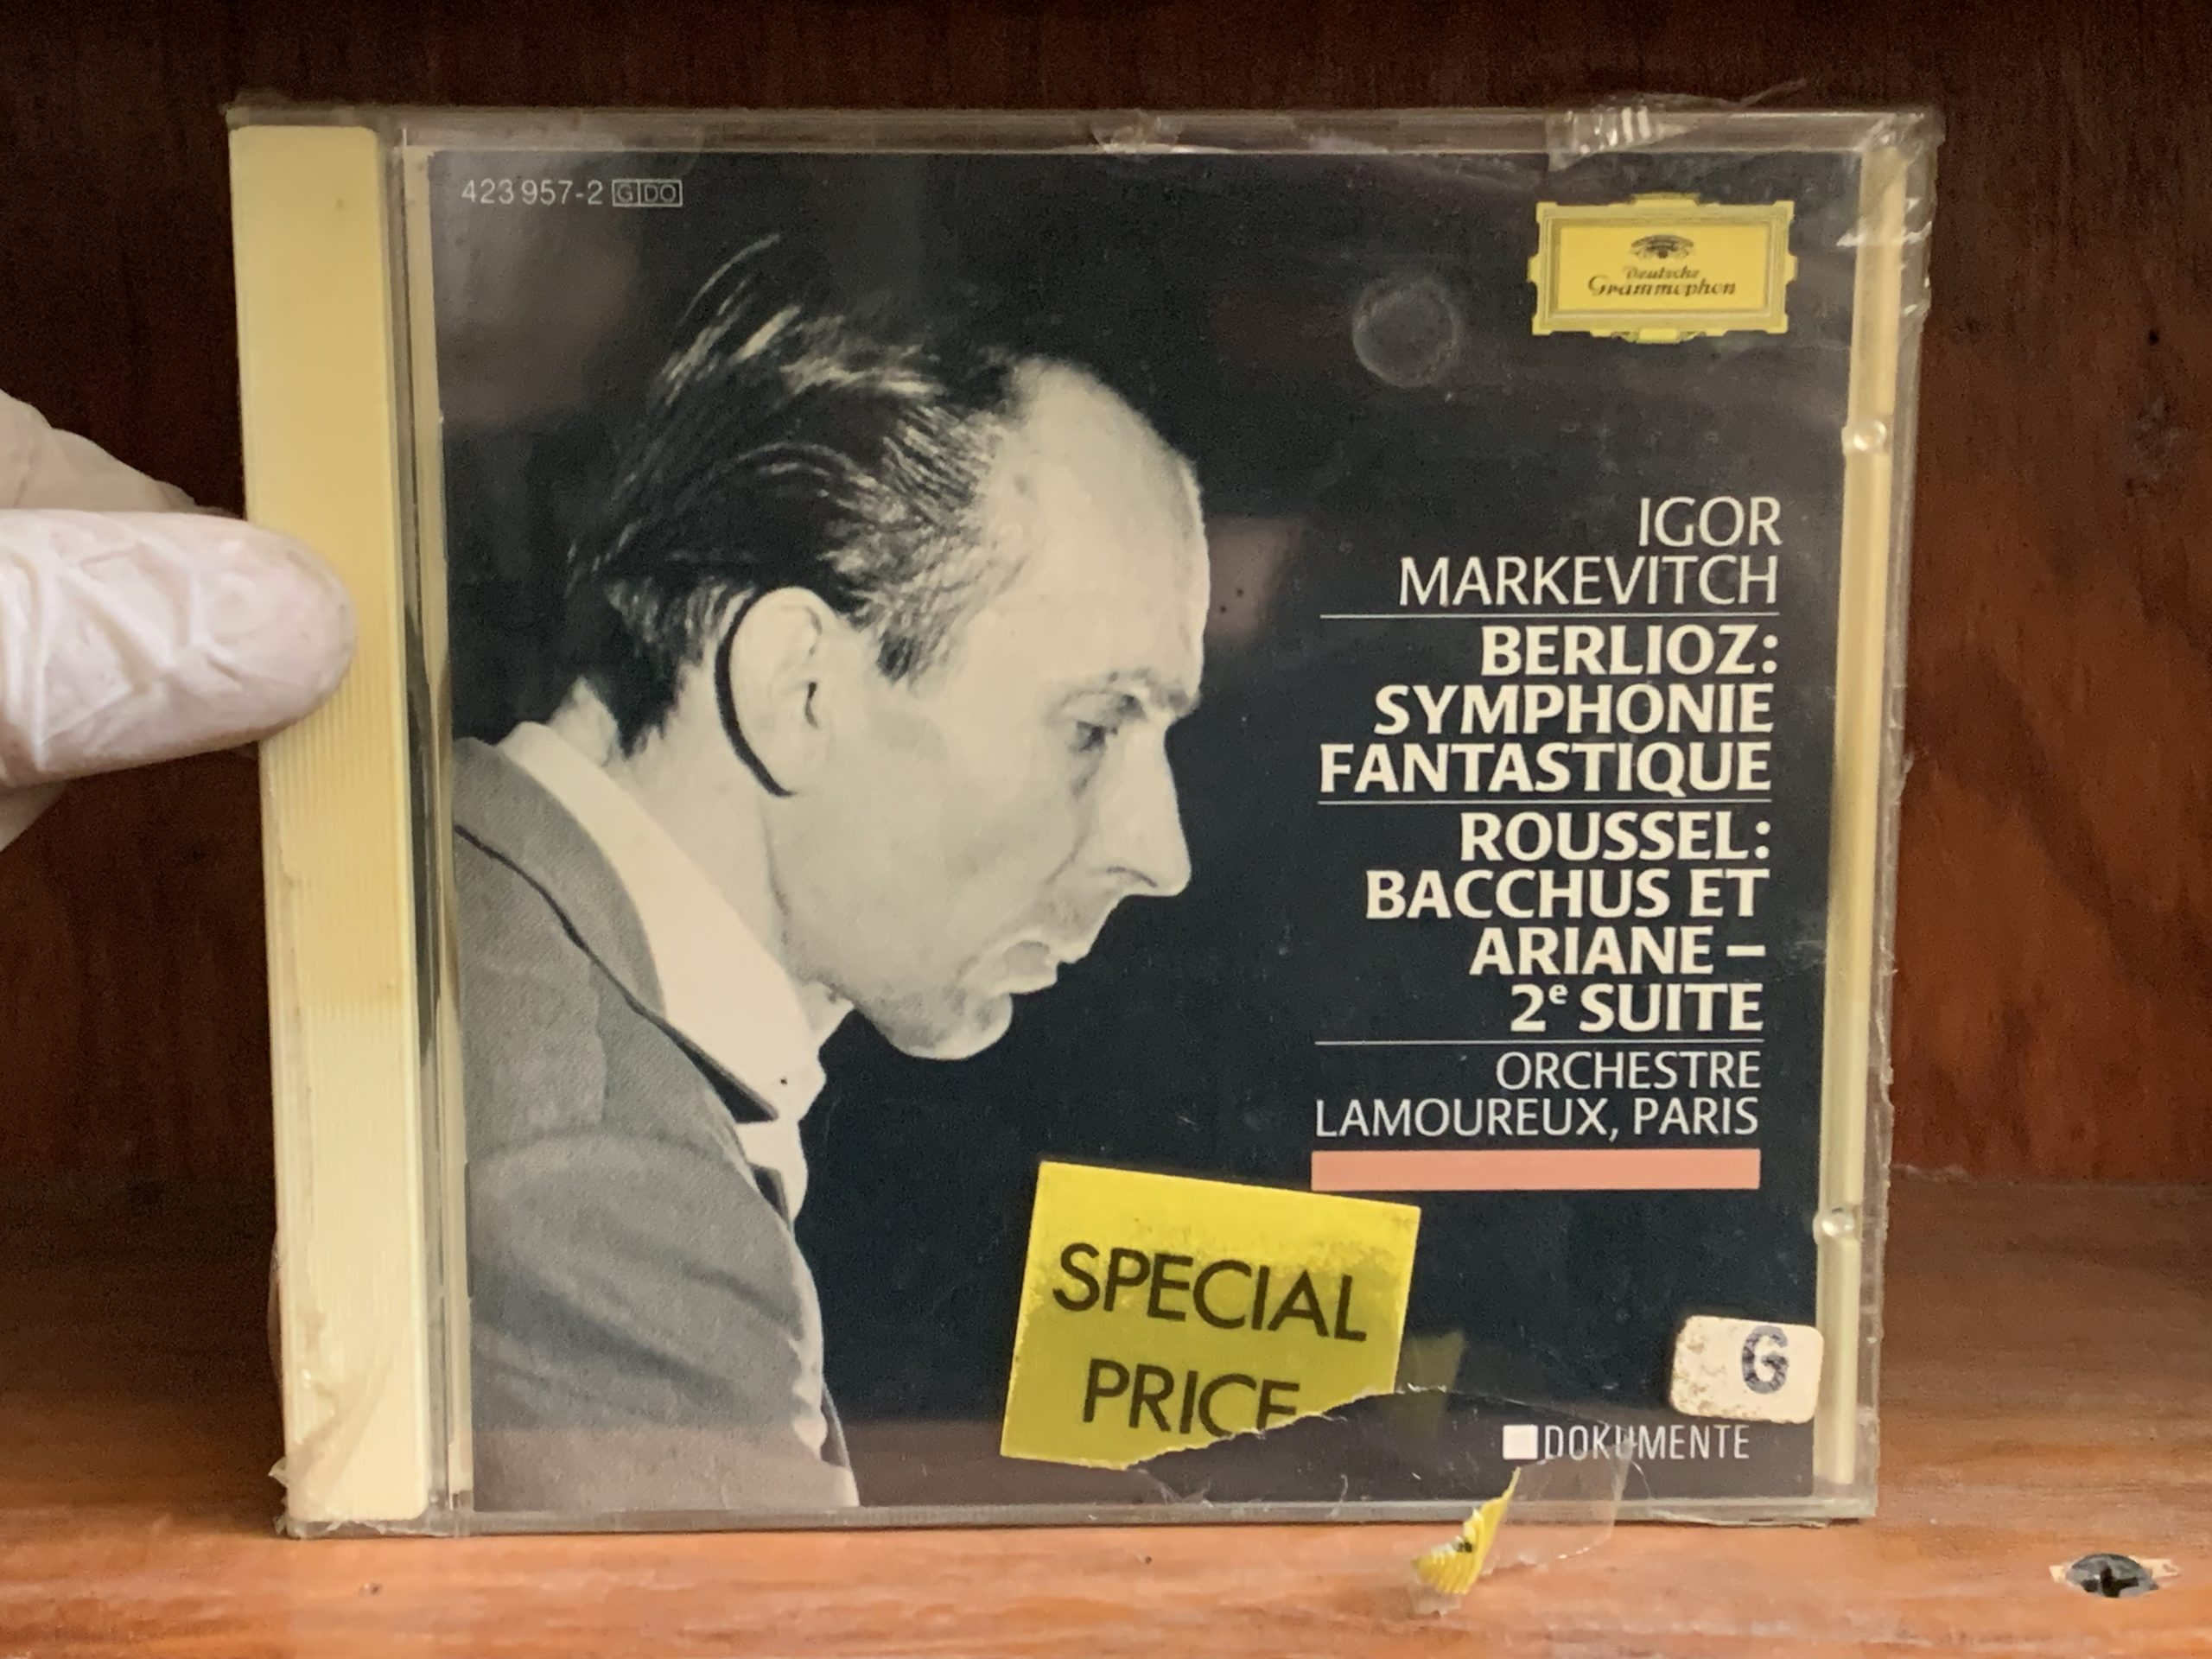 423 957-2 G DO
Deutsche
Grammophon
IGOR
MARKEVITCH
BERLIOZ:
SYMPHONIE
FANTASTIQUE
ROUSSEL:
BACCHUS ET
ARIANE –
2e SUITE
ORCHESTRE
LAMOUREUX, PARIS
SPECIAL
PRICE
G
DOKUMENTE